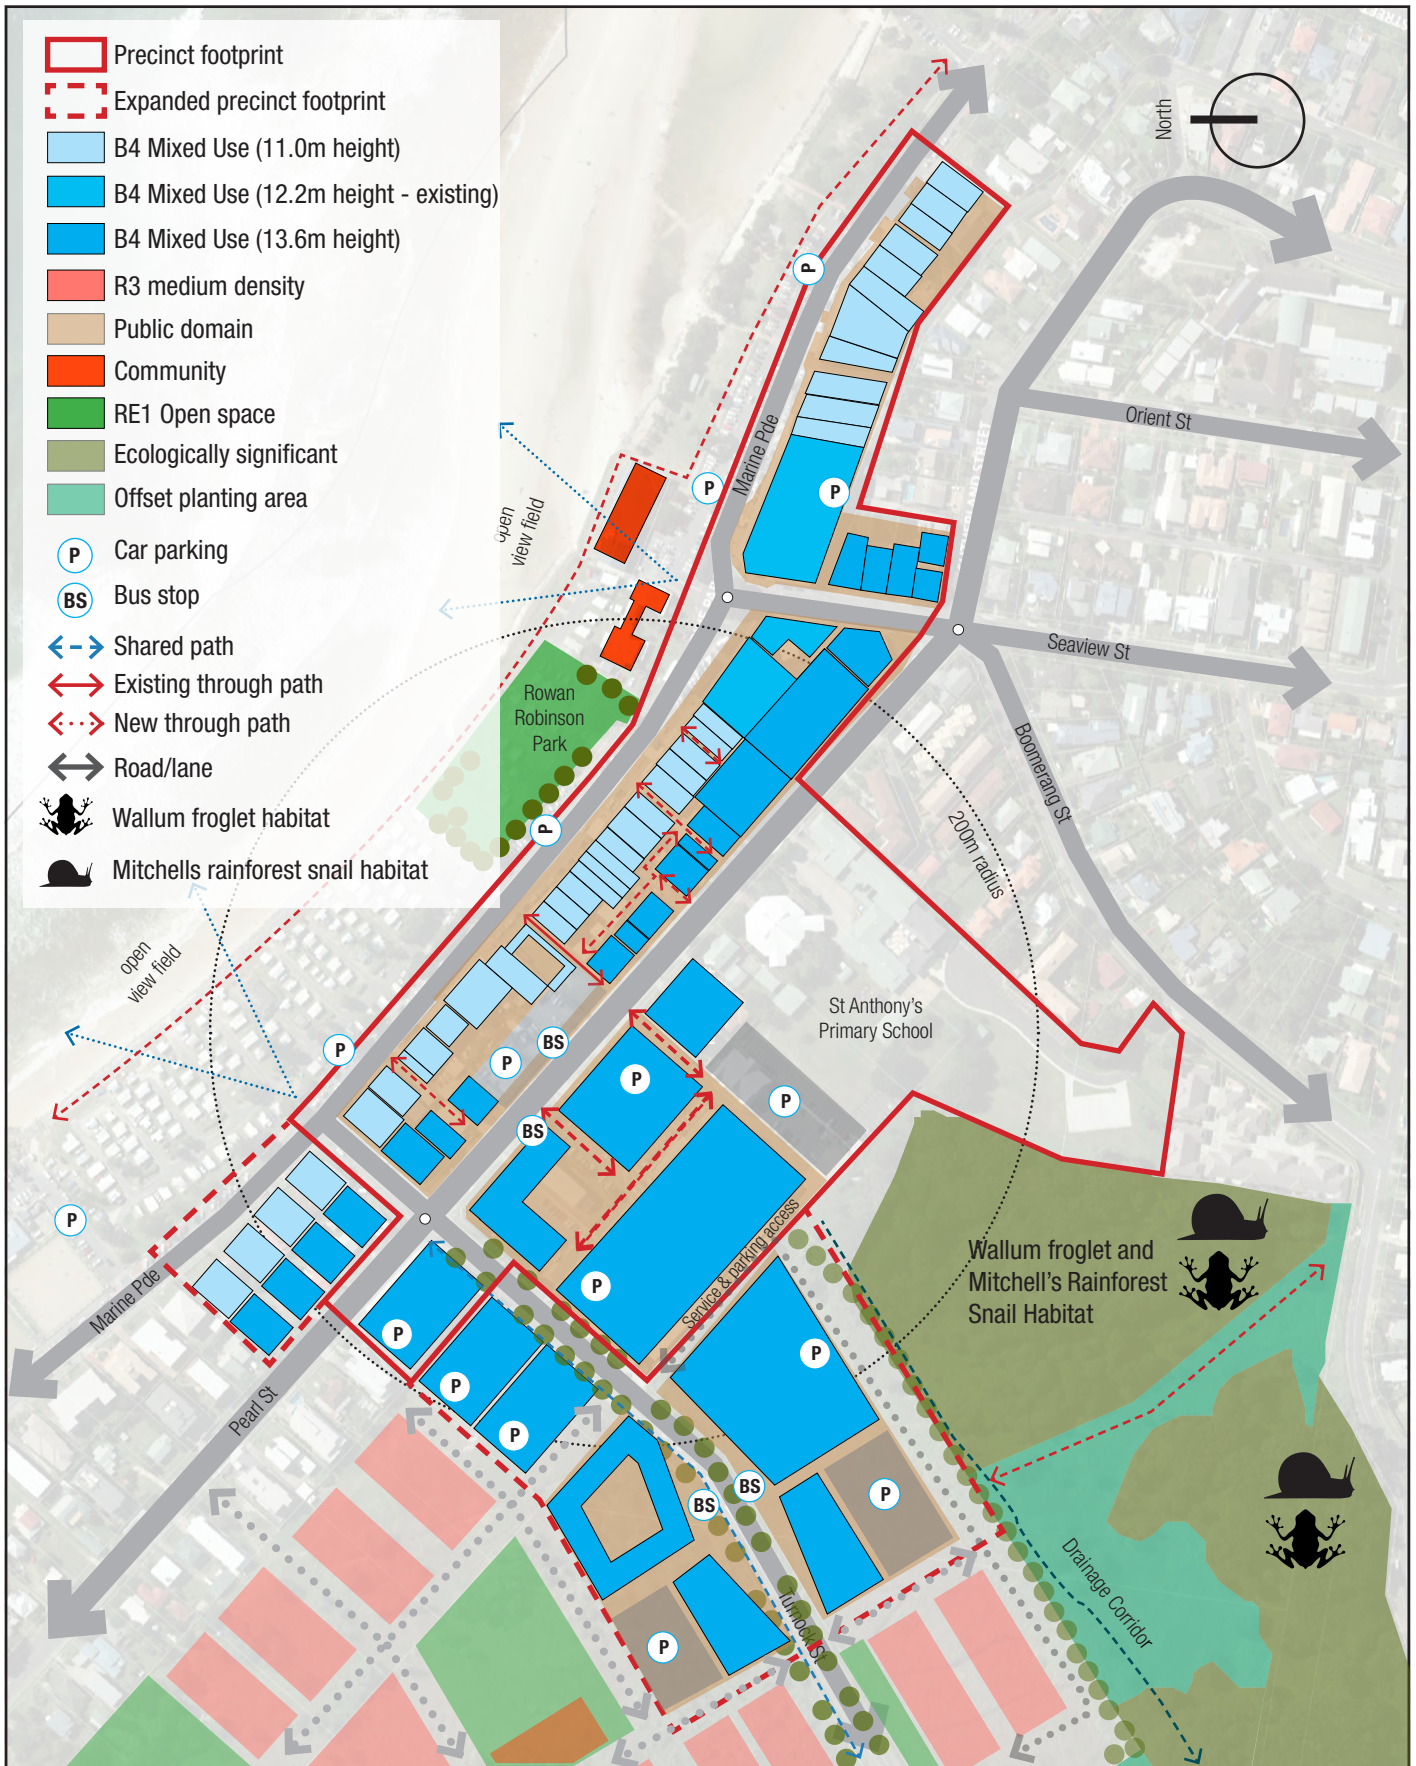 Precinct footprint
Expanded precinct footprint
B4 Mixed Use (11.0m height)
B4 Mixed Use (12.2m height - existing)
B4 Mixed Use (13.6m height)
R3 medium density
Public domain
Community
RE1 Open space
Ecologically significant
Offset planting area
P Car parking
BS Bus stop
Shared path
Existing through path
New through path
Road/lane
Wallum froglet habitat
Mitchells rainforest snail habitat
North
P
Orient St
Marine Pde
P
P
open
view field
Seaview St
Rowan
Robinson
Park
Boomerang St
P
200m radius
open
view field
St Anthony's
Primary School
P
BS
P
P
P
BS
P
Service & parking access
Wallum froglet and
Mitchell's Rainforest
Snail Habitat
Marine Pde
P
P
P
P
Pearl St
P
BS
BS
P
Drainage Corridor
Turnock St
P